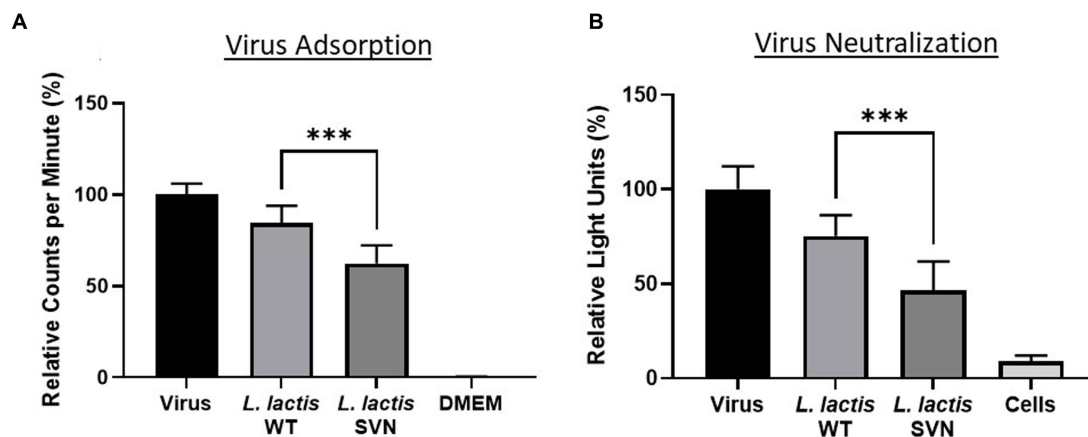 A
Virus Adsorption
Relative Counts per Minute (%)
150
100
50
0
***
Virus
L. lactis
WT
L. lactis
SVN
DMEM
B
Virus Neutralization
Relative Light Units (%)
150
100
50
0
***
Virus
L. lactis
WT
L. lactis
SVN
Cells